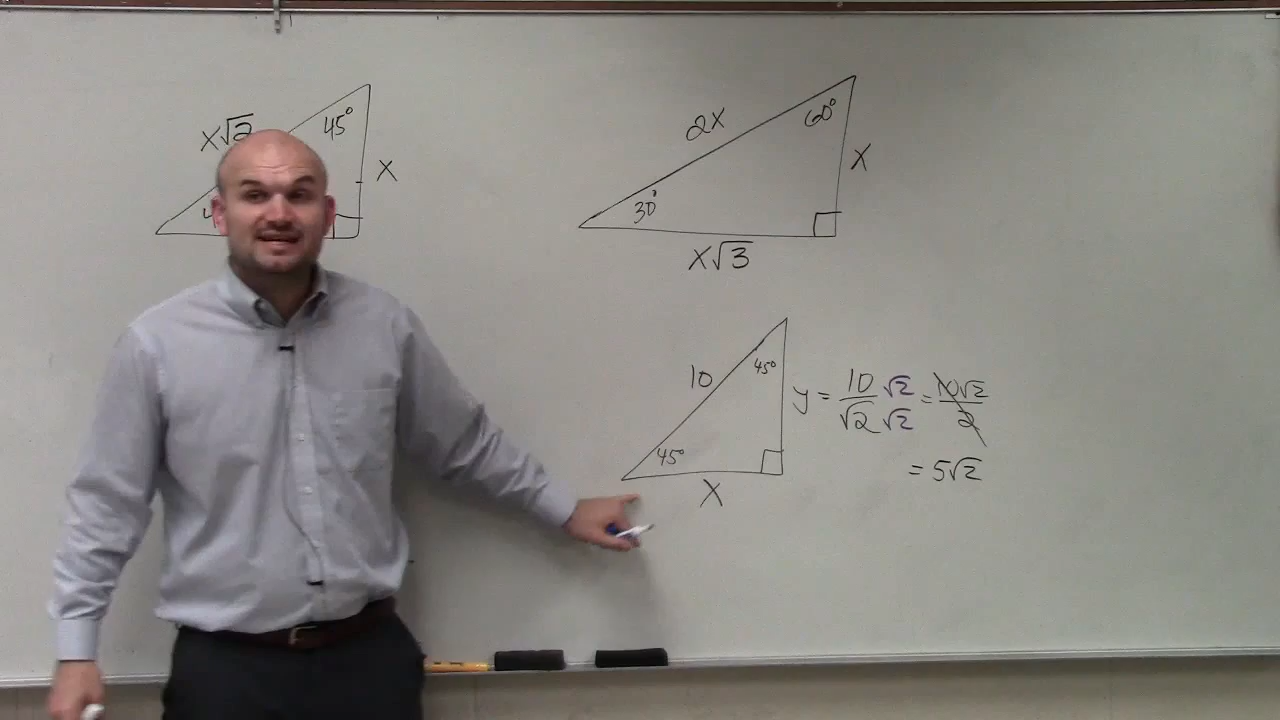 x√2
45°
x
2x
60°
x
30°
x√3
10
45°
45°
x
y = 10/√2 √2/√2 = 10√2/2
= 5√2